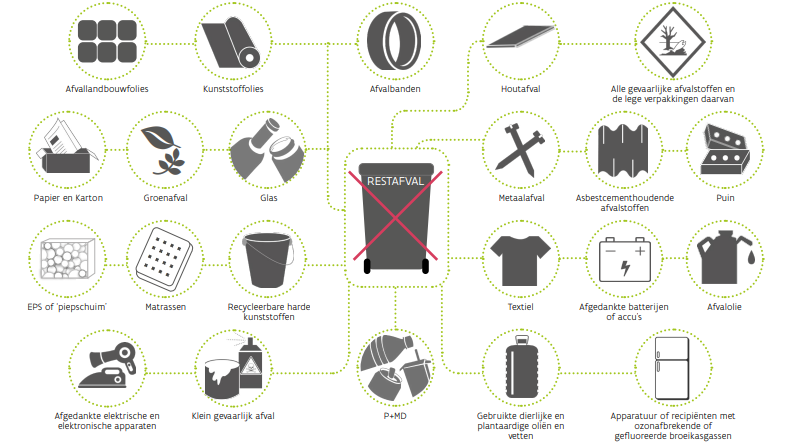 Afvallandbouwfolies
Kunststoffolies
Afvalbanden
Houtafval
Alle gevaarlijke afvalstoffen en
de lege verpakkingen daarvan
RESTAFVAL
Papier en Karton
Groenafval
Glas
Metaalafval
Asbestcementhoudende
afvalstoffen
Puin
EPS of 'piepschuim'
Matrassen
Recycleerbare harde
kunststoffen
Textiel
Afgedankte batterijen
of accu's
Afvalolie
Afgedankte elektrische en
elektronische apparaten
Klein gevaarlijk afval
P+MD
Gebruikte dierlijke en
plantaardige oliën en
vetten
Apparatuur of recipiënten met
ozonafbrekende of
gefluoreerde broeikasgassen